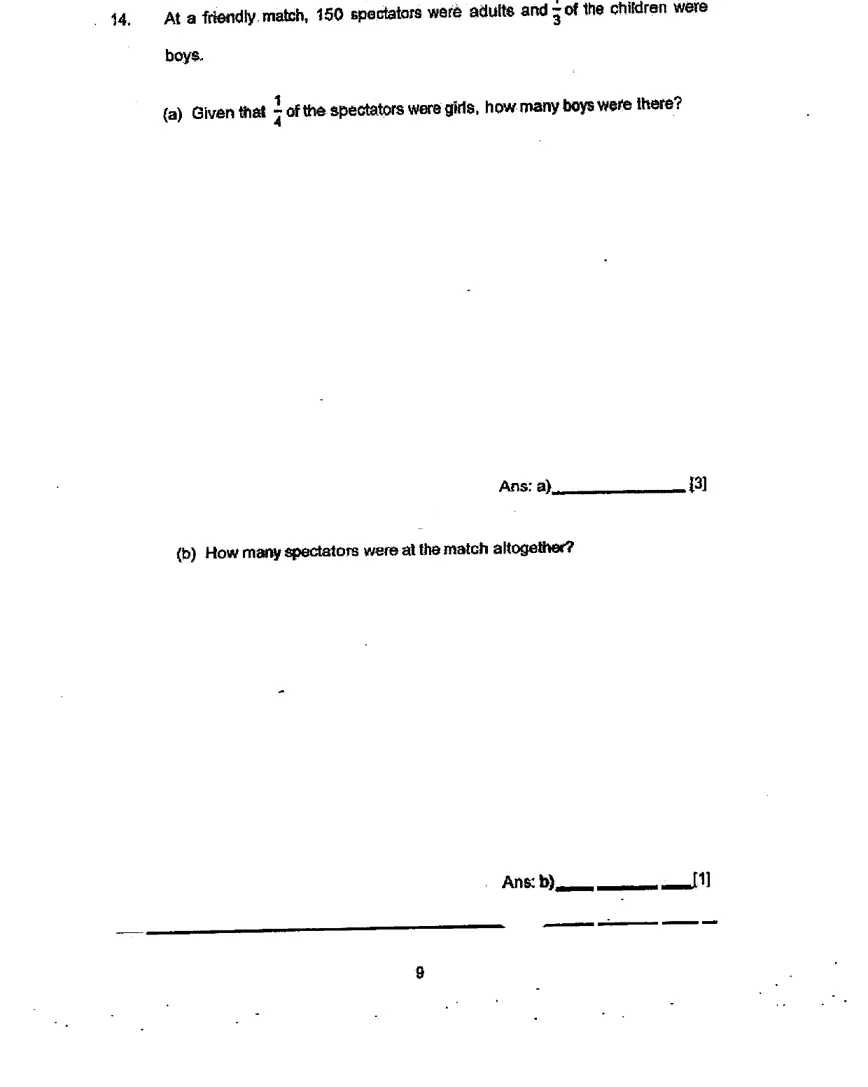 14. At a friendly match, 150 spectators were adults and 1/3 of the children were
boys.
(a) Given that 1/4 of the spectators were girls, how many boys were there?
Ans: a)______________ [3]
(b) How many spectators were at the match altogether?
Ans: b)______________ [1]
9